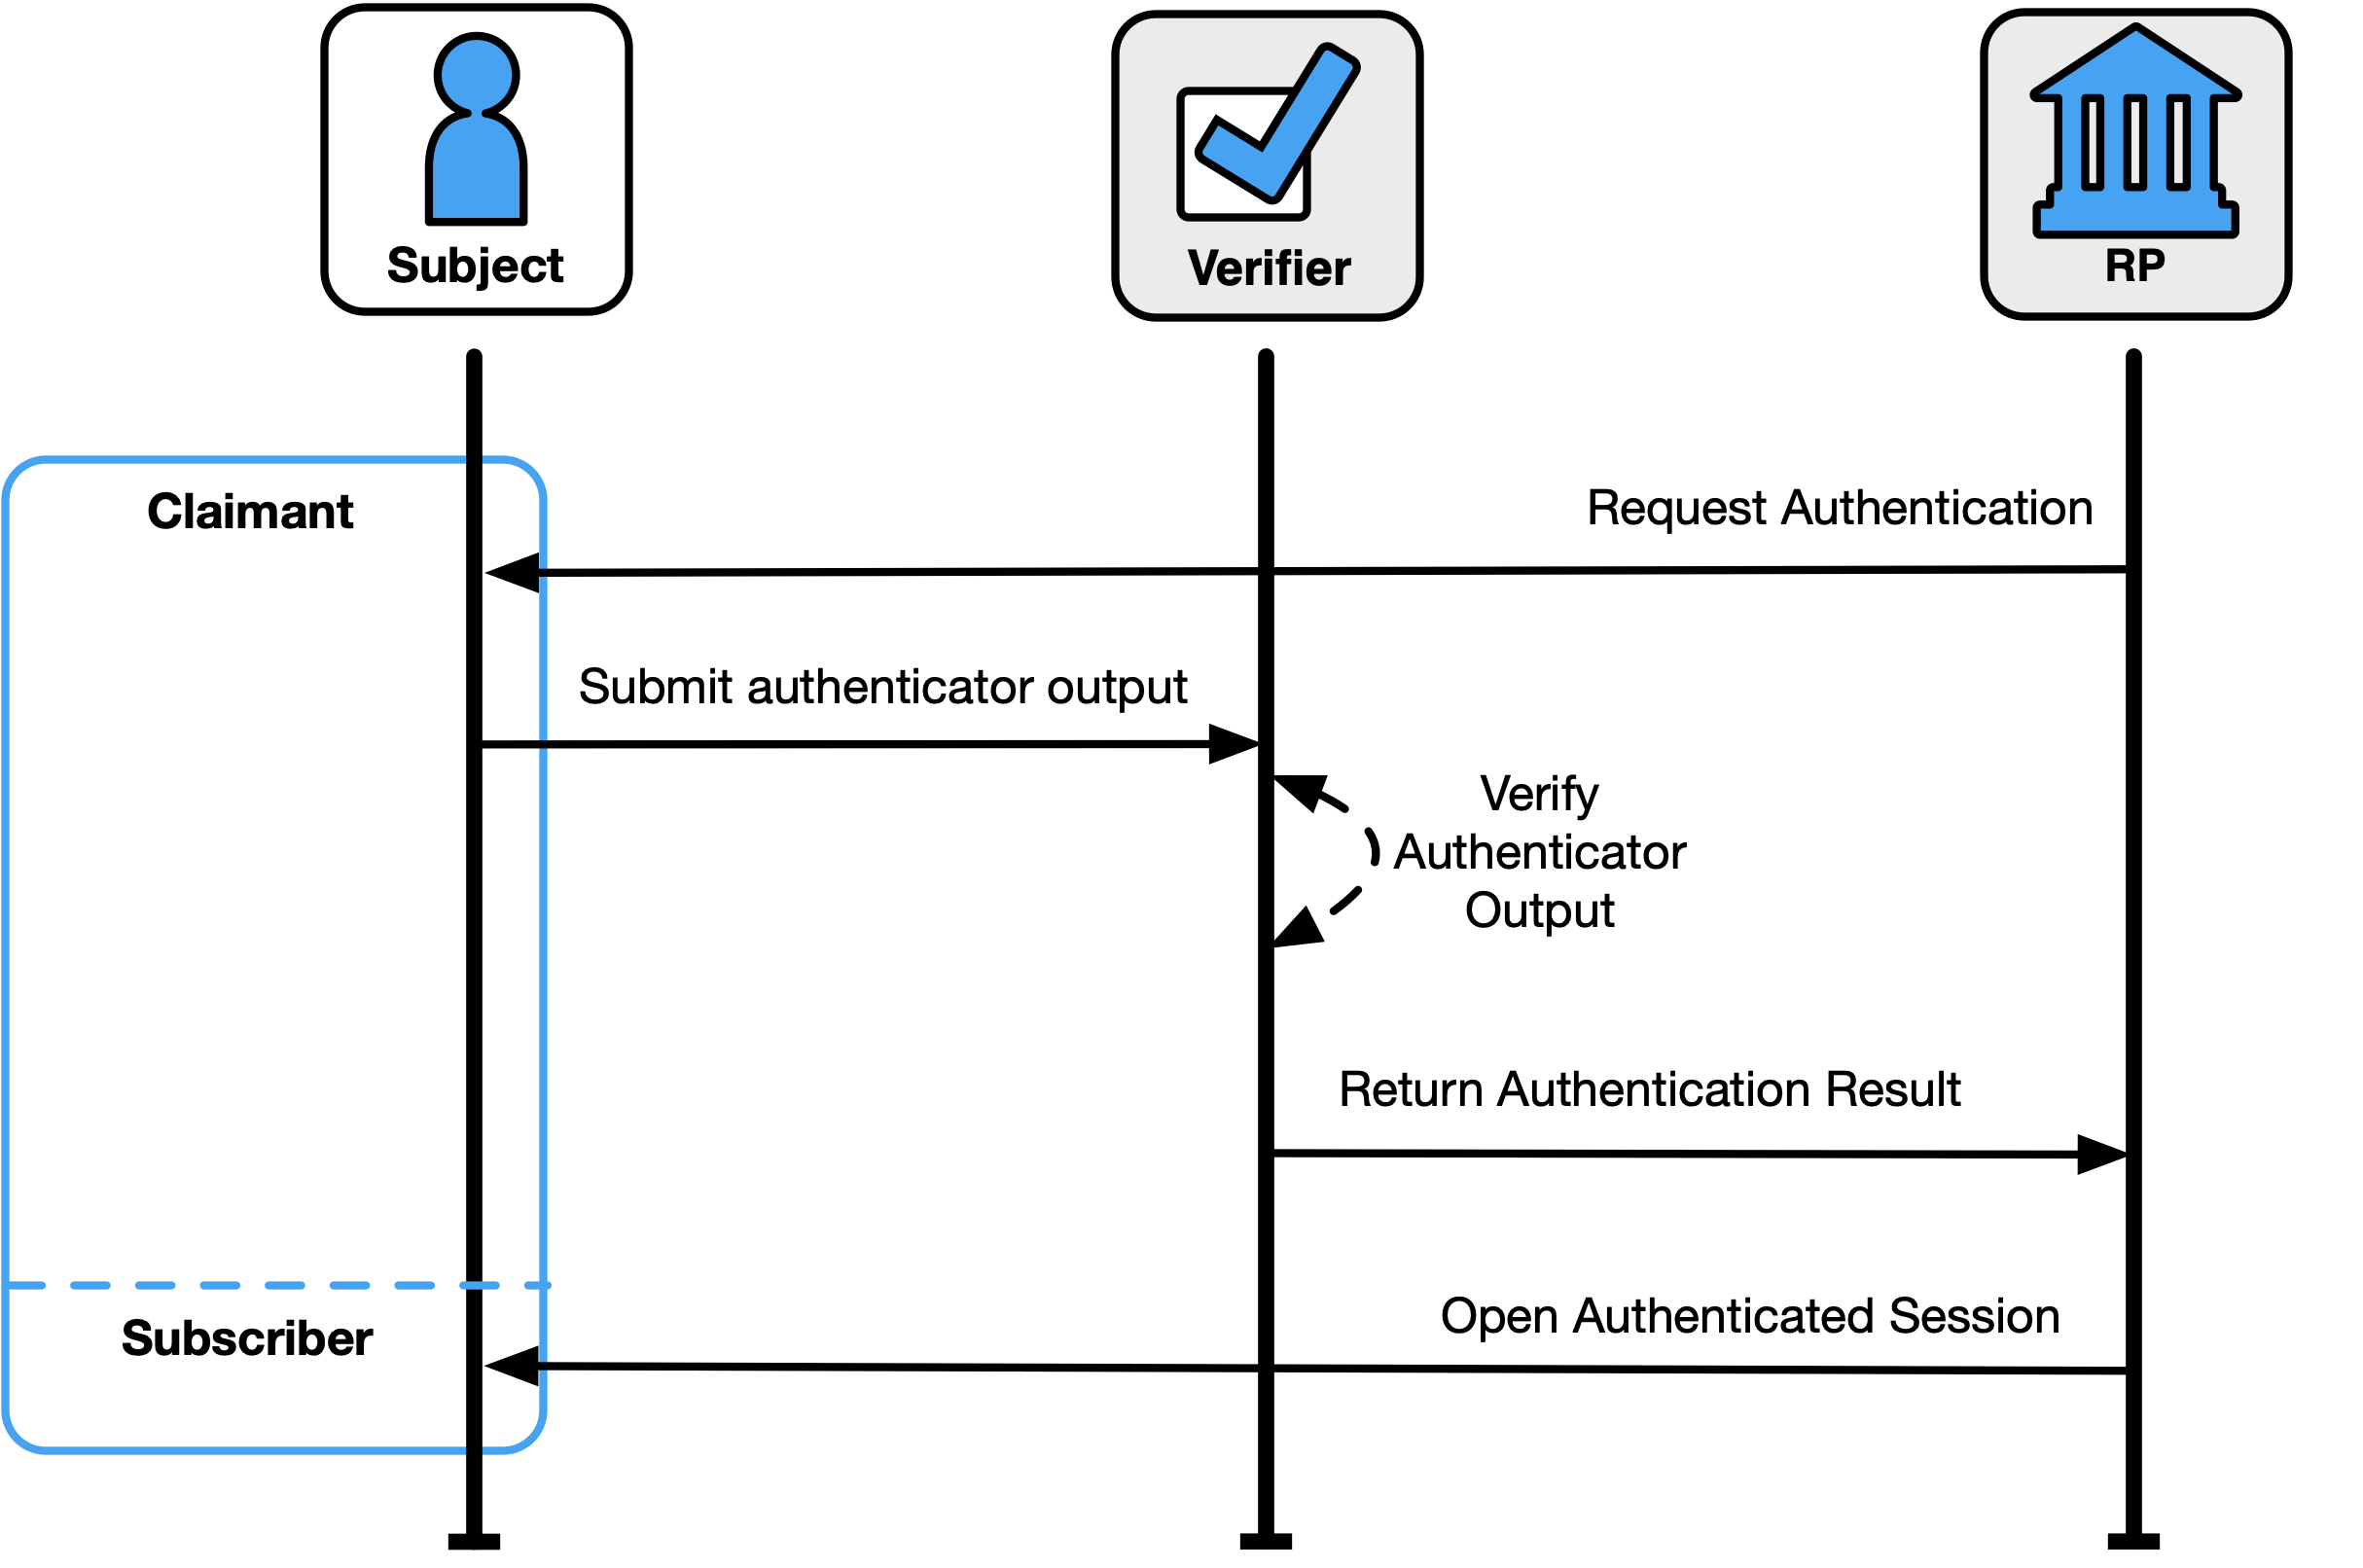 Subject
Verifier
RP
Claimant
Request Authentication
Submit authenticator output
Verify
Authenticator
Output
Return Authentication Result
Open Authenticated Session
Subscriber